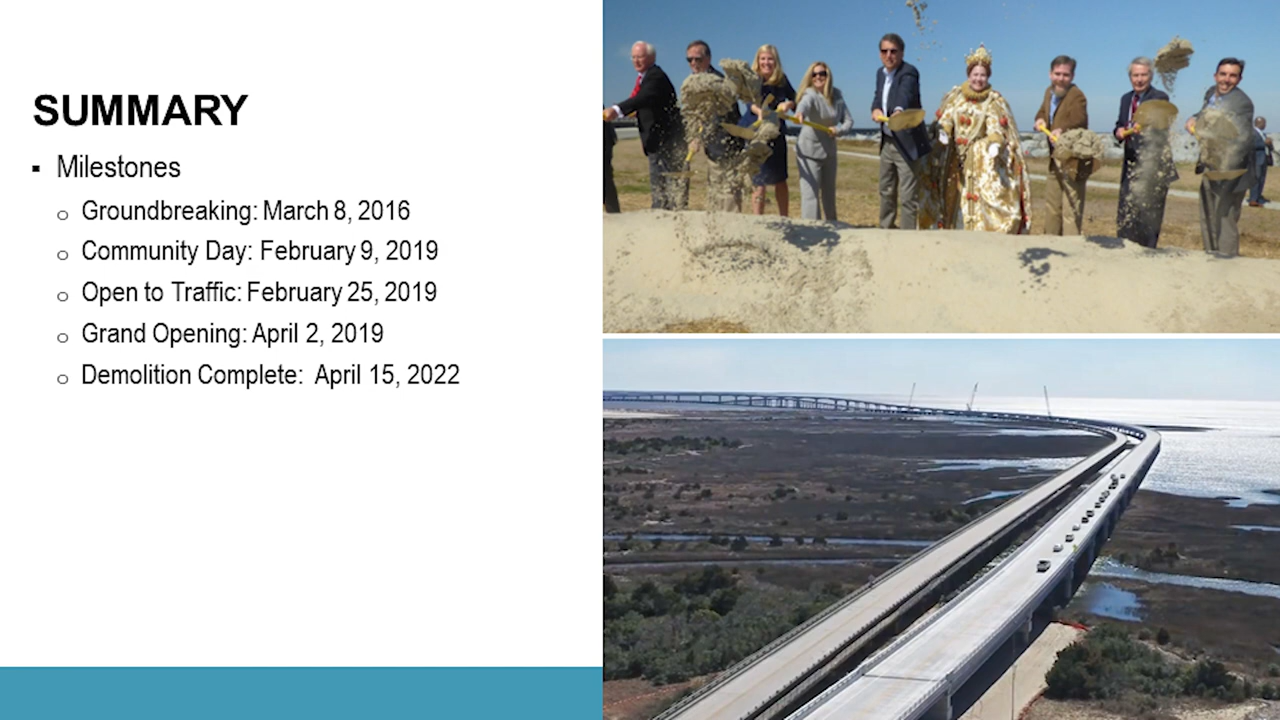 SUMMARY
▪ Milestones
o Groundbreaking: March 8, 2016
o Community Day: February 9, 2019
o Open to Traffic: February 25, 2019
o Grand Opening: April 2, 2019
o Demolition Complete: April 15, 2022